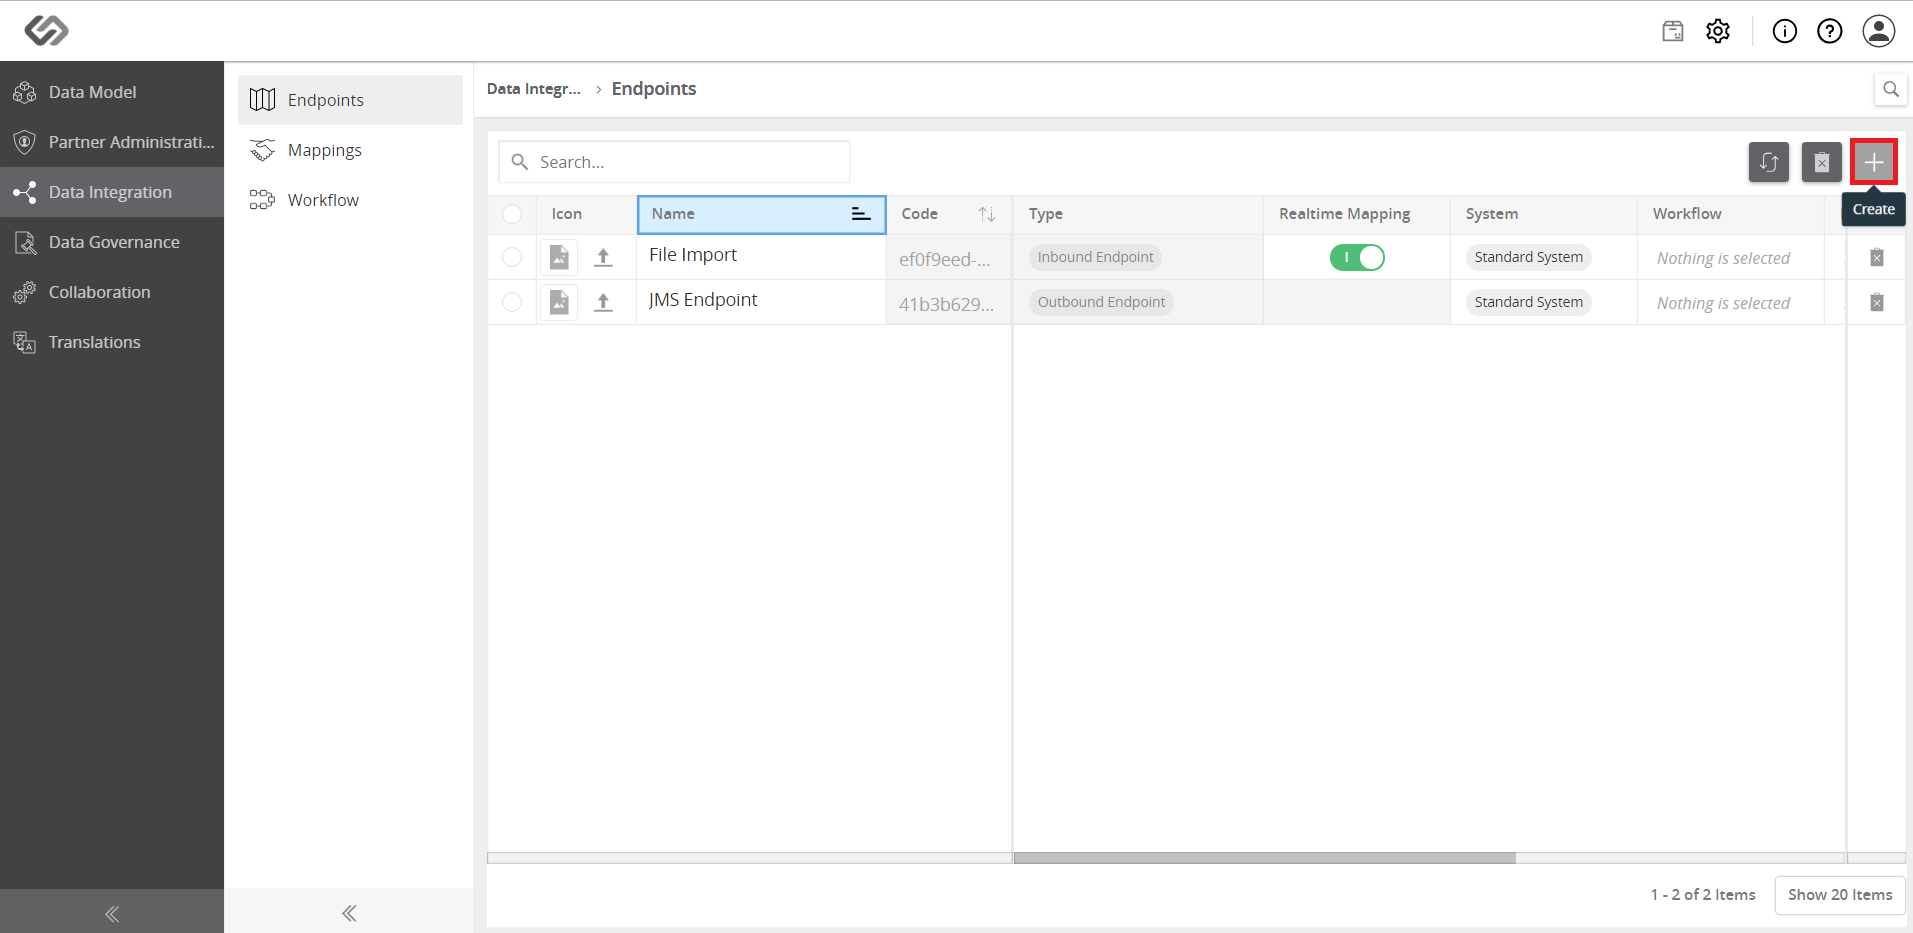 Data Model
Partner Administrati...
Data Integration
Data Governance
Collaboration
Translations
Endpoints
Mappings
Workflow
Data Integr... > Endpoints
Search...
Create
Icon Name Code Type Realtime Mapping System Workflow
File Import ef0f9eed-... Inbound Endpoint Standard System Nothing is selected
JMS Endpoint 41b3b629... Outbound Endpoint Standard System Nothing is selected
1 - 2 of 2 Items Show 20 Items